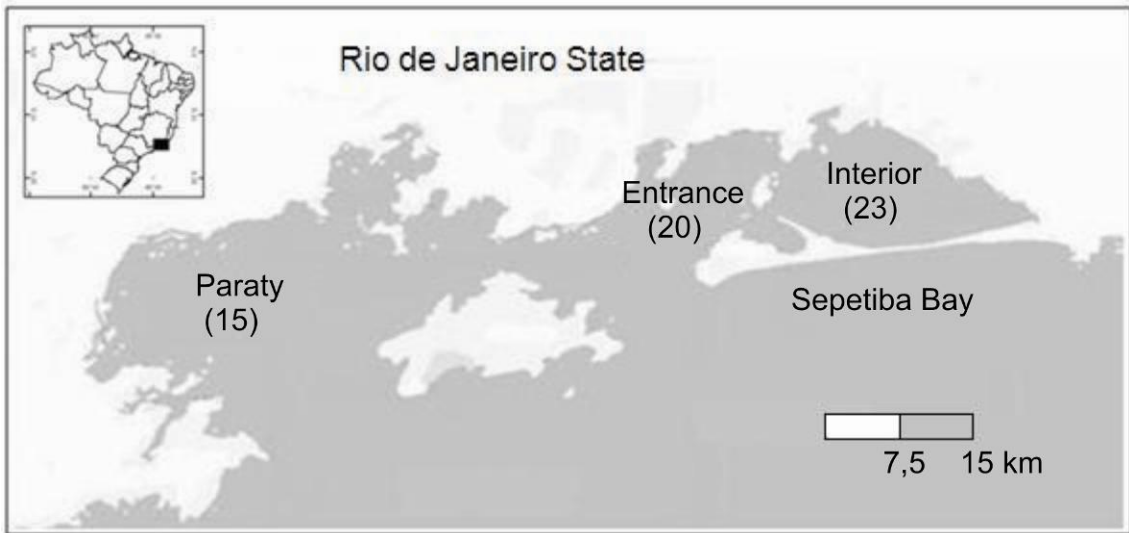 Rio de Janeiro State
Interior
(23)
Entrance
(20)
Paraty
(15)
Sepetiba Bay
7,5 15 km